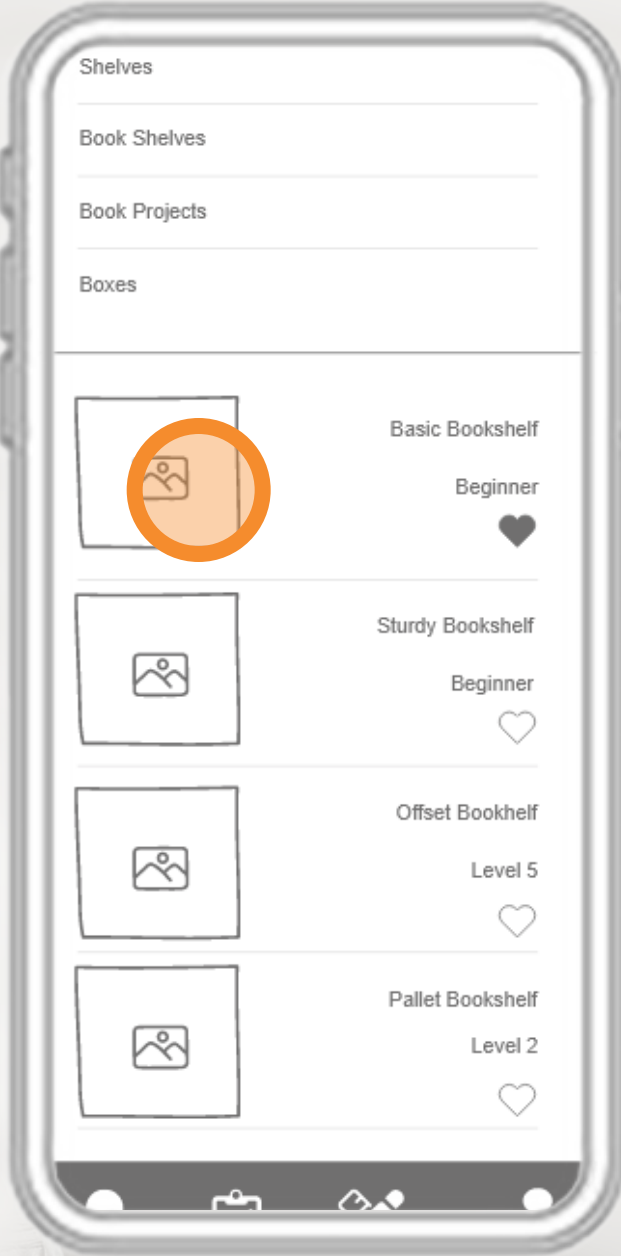 Shelves
Book Shelves
Book Projects
Boxes
Basic Bookshelf
Beginner
Sturdy Bookshelf
Beginner
Offset Bookhelf
Level 5
Pallet Bookshelf
Level 2